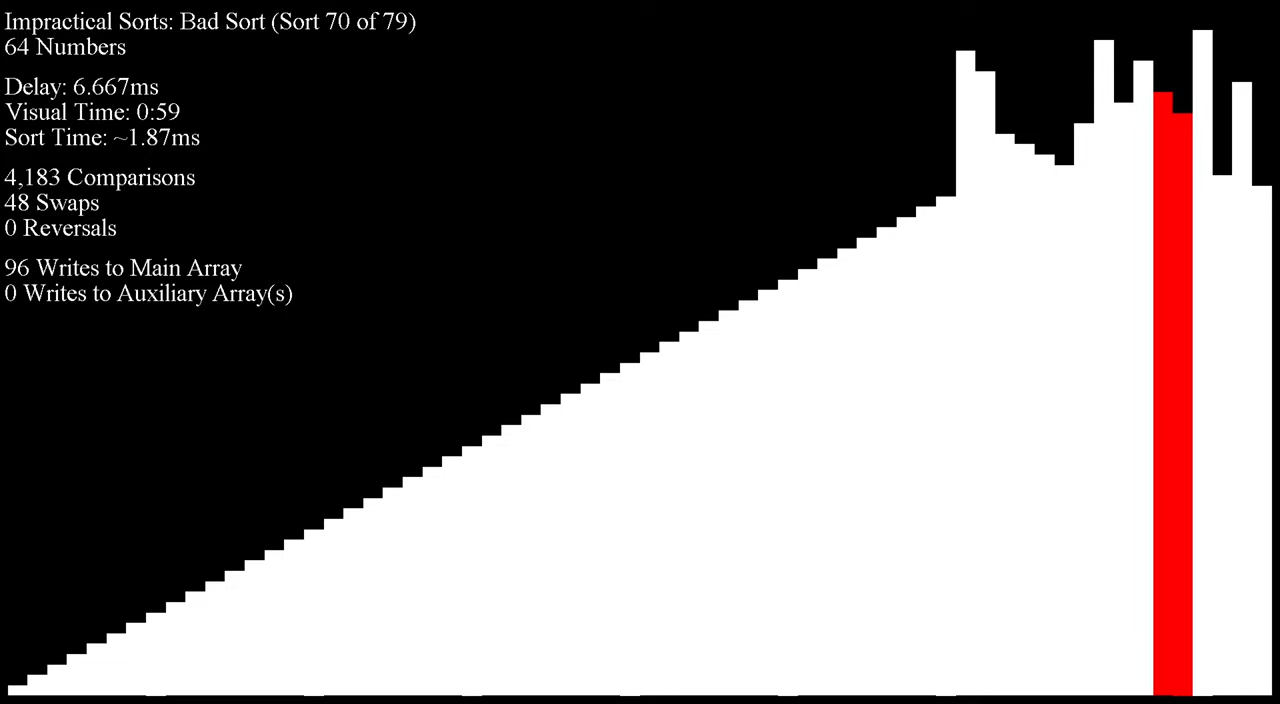 Impractical Sorts: Bad Sort (Sort 70 of 79)
64 Numbers
Delay: 6.667ms
Visual Time: 0:59
Sort Time: ~1.87ms
4,183 Comparisons
48 Swaps
0 Reversals
96 Writes to Main Array
0 Writes to Auxiliary Array(s)